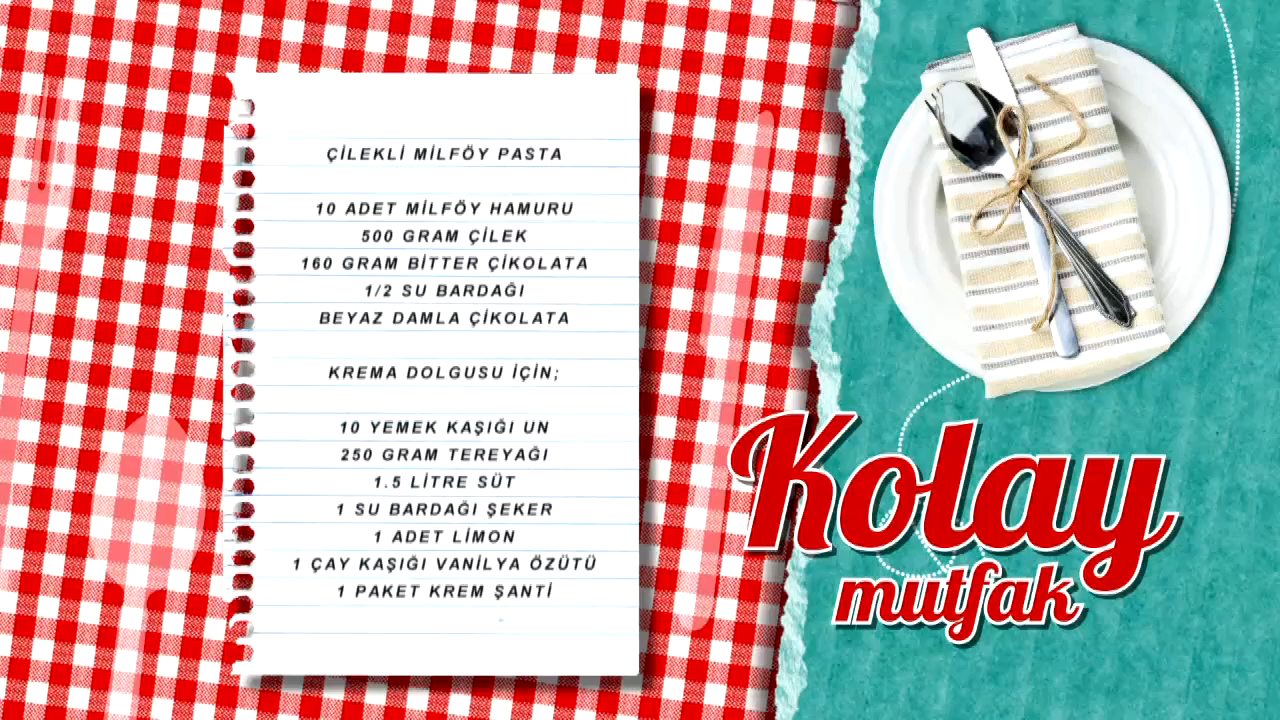 ÇİLEKLİ MİLFÖY PASTA
10 ADET MİLFÖY HAMURU
500 GRAM ÇİLEK
160 GRAM BİTTER ÇİKOLATA
1/2 SU BARDAĞI
BEYAZ DAMLA ÇİKOLATA
KREMA DOLGUSU İÇİN;
10 YEMEK KAŞIĞI UN
250 GRAM TEREYAĞI
1.5 LİTRE SÜT
1 SU BARDAĞI ŞEKER
1 ADET LİMON
1 ÇAY KAŞIĞI VANİLYA ÖZÜTÜ
1 PAKET KREM ŞANTİ
Kolay
mutfak